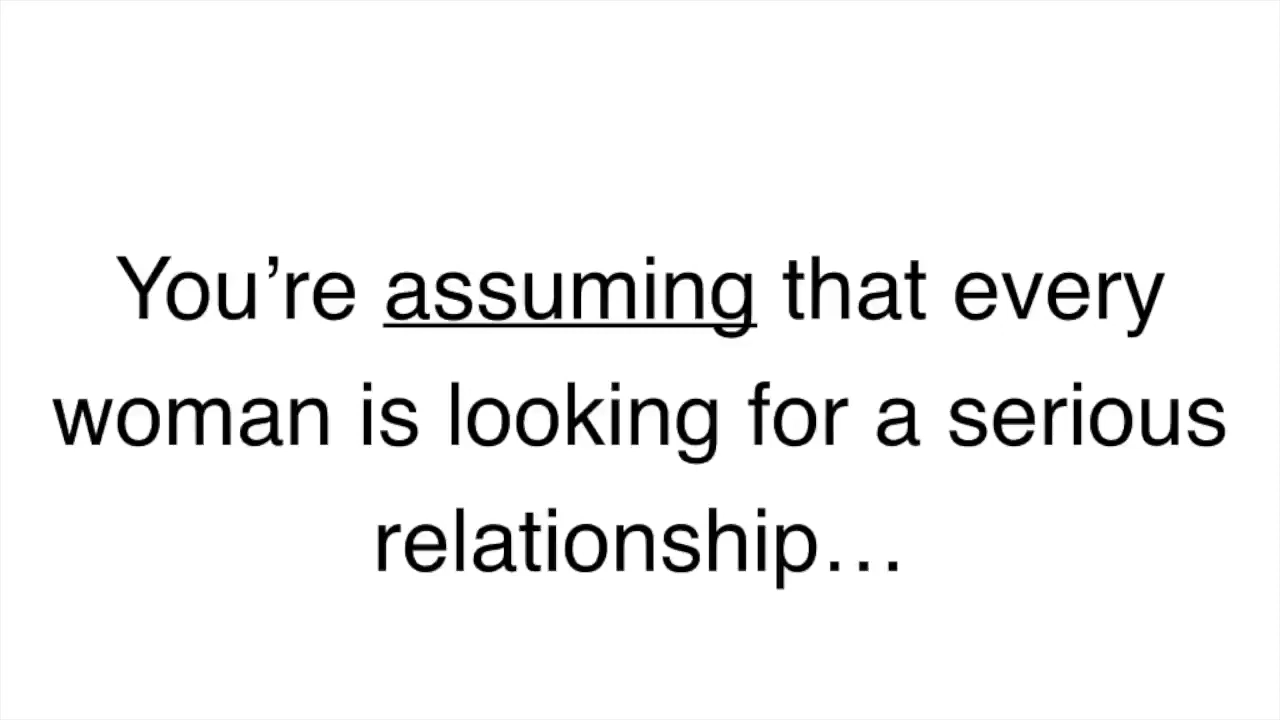 You’re assuming that every
woman is looking for a serious
relationship…